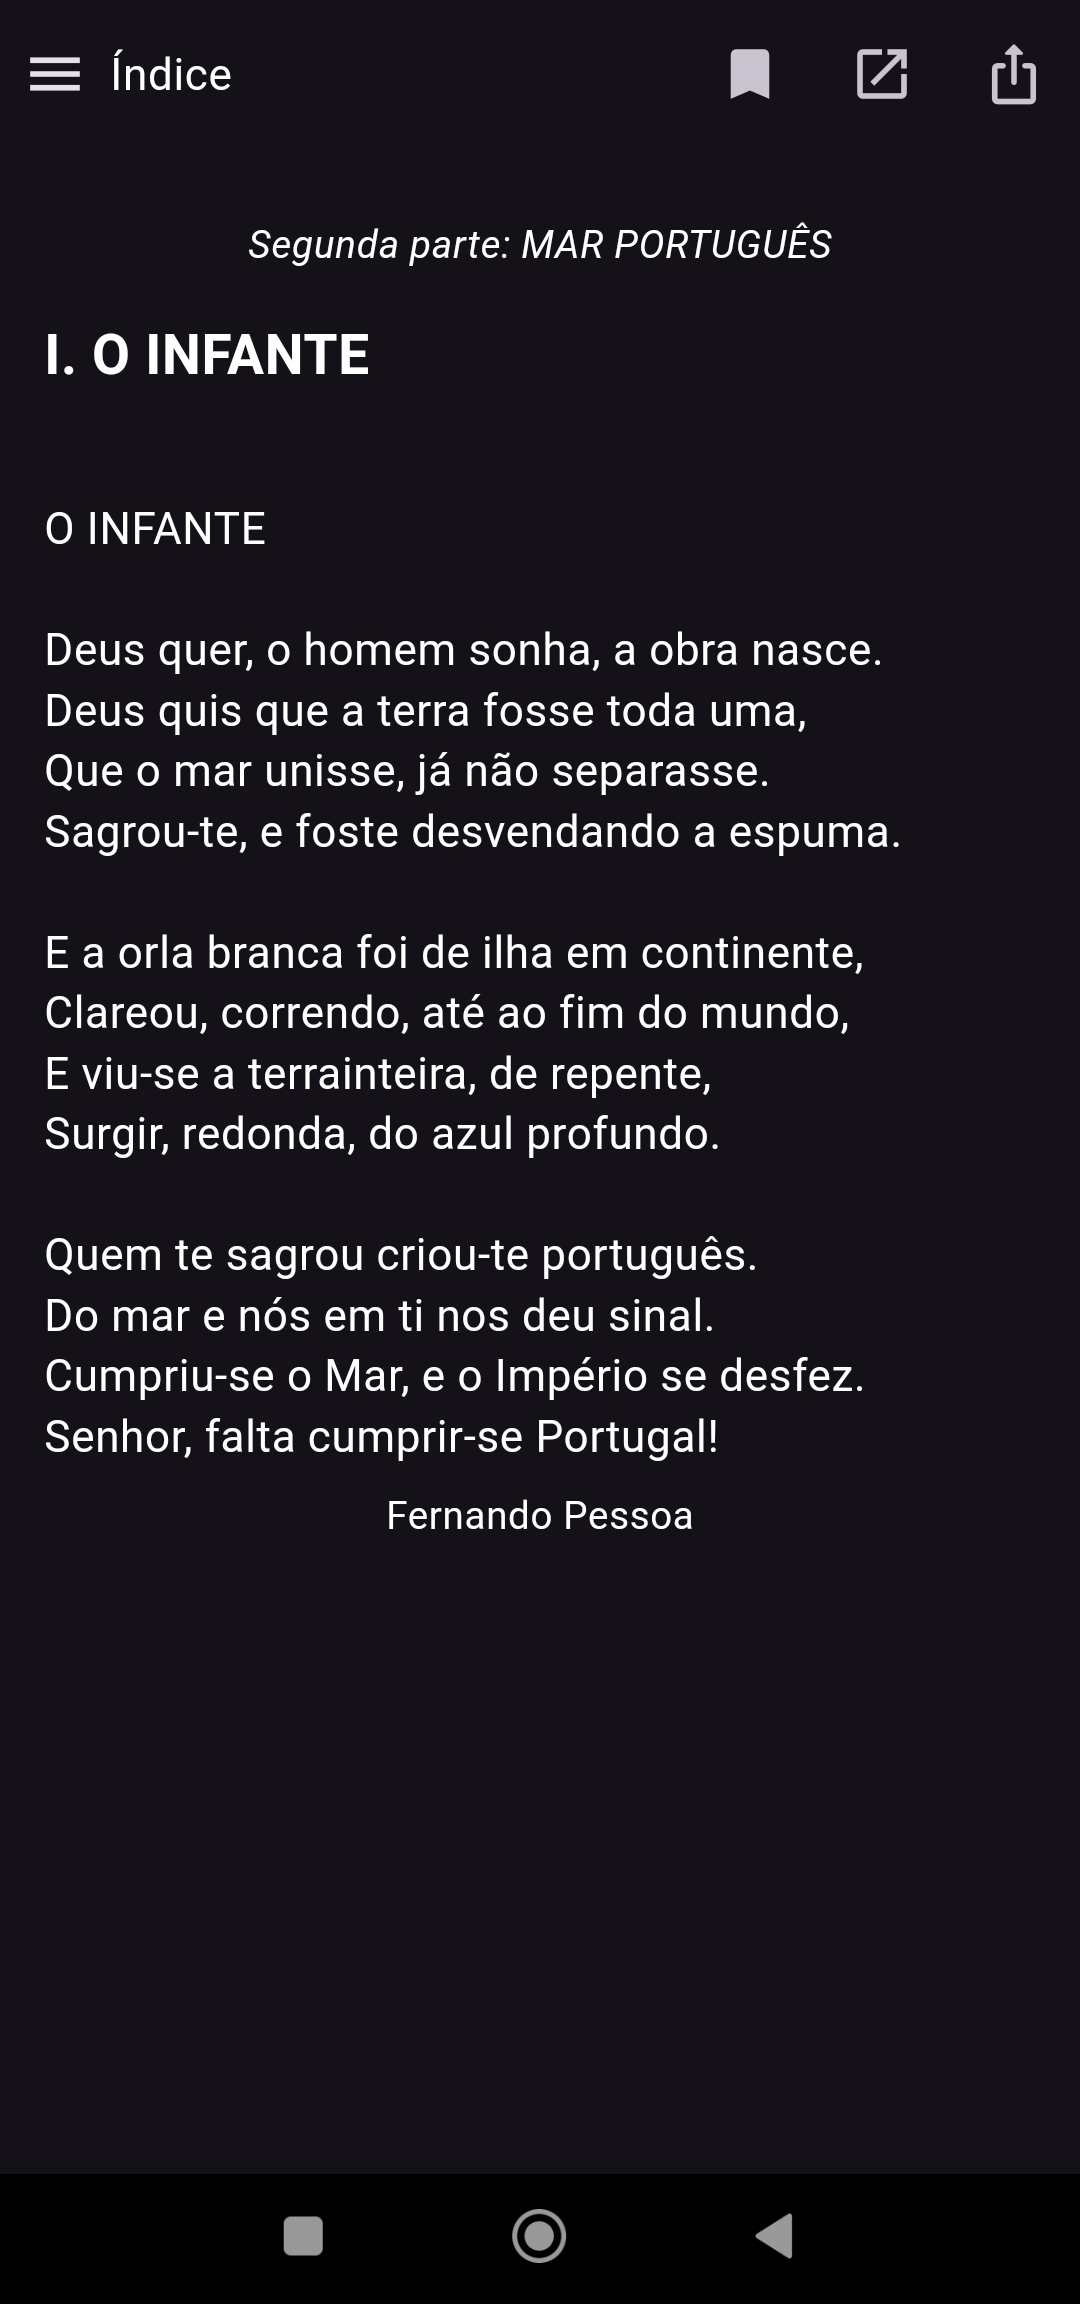 Índice
Segunda parte: MAR PORTUGUÊS
I. O INFANTE
O INFANTE
Deus quer, o homem sonha, a obra nasce.
Deus quis que a terra fosse toda uma,
Que o mar unisse, já não separasse.
Sagrou-te, e foste desvendando a espuma.
E a orla branca foi de ilha em continente,
Clareou, correndo, até ao fim do mundo,
E viu-se a terrainteira, de repente,
Surgir, redonda, do azul profundo.
Quem te sagrou criou-te português.
Do mar e nós em ti nos deu sinal.
Cumpriu-se o Mar, e o Império se desfez.
Senhor, falta cumprir-se Portugal!
Fernando Pessoa